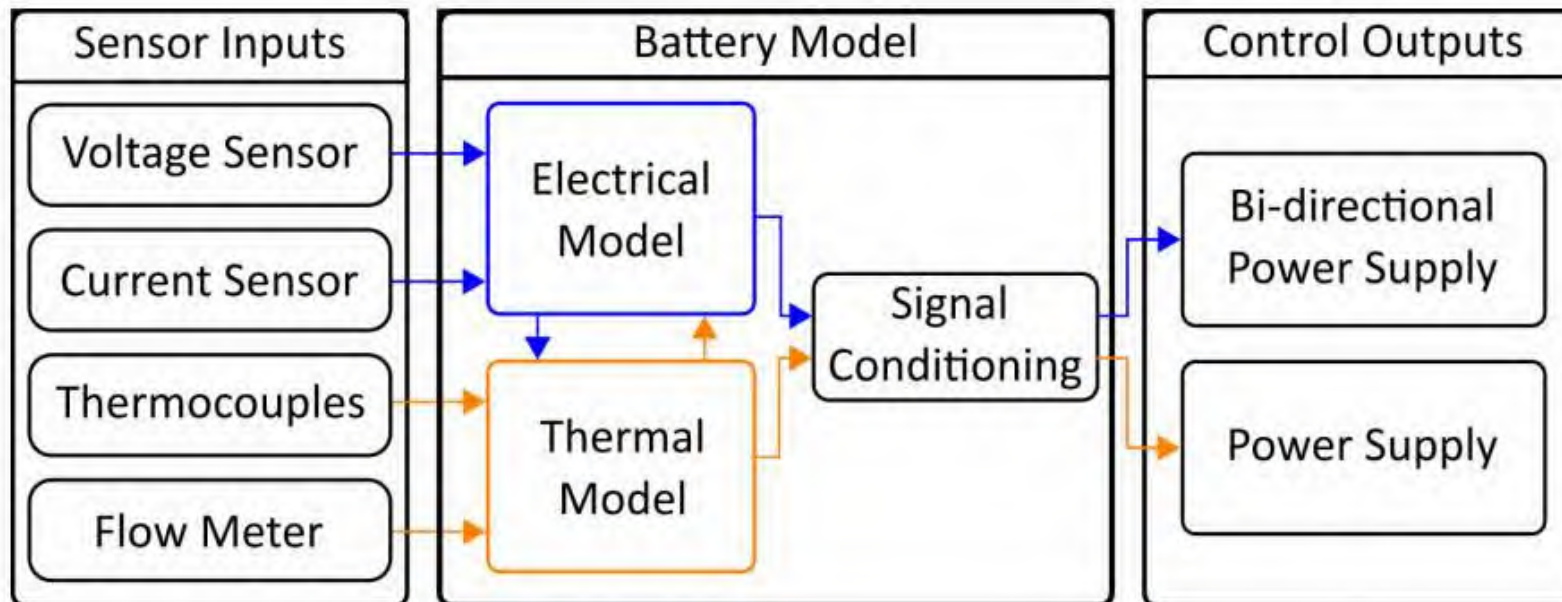 Sensor Inputs
Voltage Sensor
Current Sensor
Thermocouples
Flow Meter
Battery Model
Electrical
Model
Thermal
Model
Signal
Conditioning
Control Outputs
Bi-directional
Power Supply
Power Supply